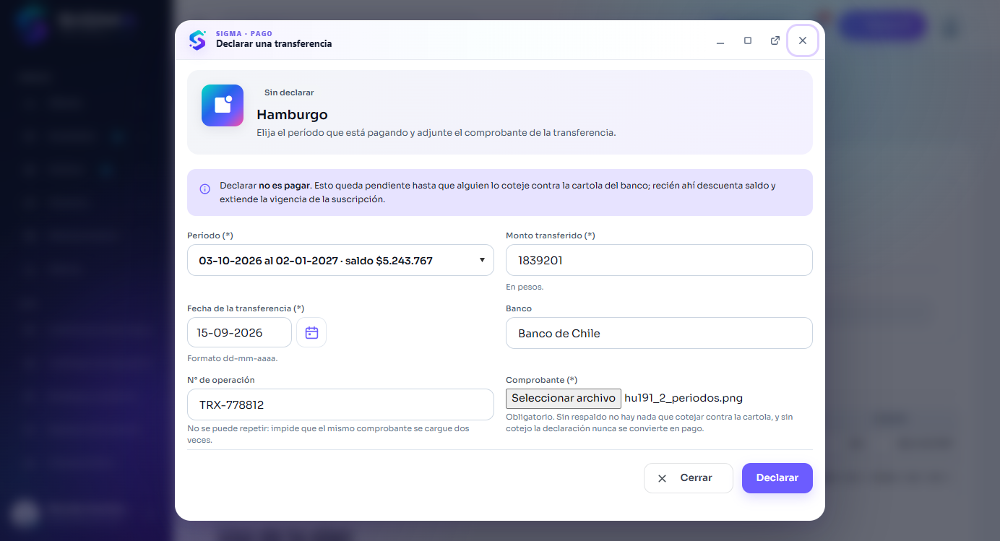 SIGMA · PAGO
Declarar una transferencia
Sin declarar
Hamburgo
Elija el período que está pagando y adjunte el comprobante de la transferencia.
Declarar no es pagar. Esto queda pendiente hasta que alguien lo coteje contra la cartola del banco; recién ahí descuenta saldo y
extiende la vigencia de la suscripción.
Período (*)
03-10-2026 al 02-01-2027 · saldo $5.243.767
Monto transferido (*)
1839201
En pesos.
Fecha de la transferencia (*)
15-09-2026
Formato dd-mm-aaaa.
Banco
Banco de Chile
N° de operación
TRX-778812
No se puede repetir: impide que el mismo comprobante se cargue dos
veces.
Comprobante (*)
Seleccionar archivo hu191_2_periodos.png
Obligatorio. Sin respaldo no hay nada que cotejar contra la cartola, y sin
cotejo la declaración nunca se convierte en pago.
Cerrar
Declarar